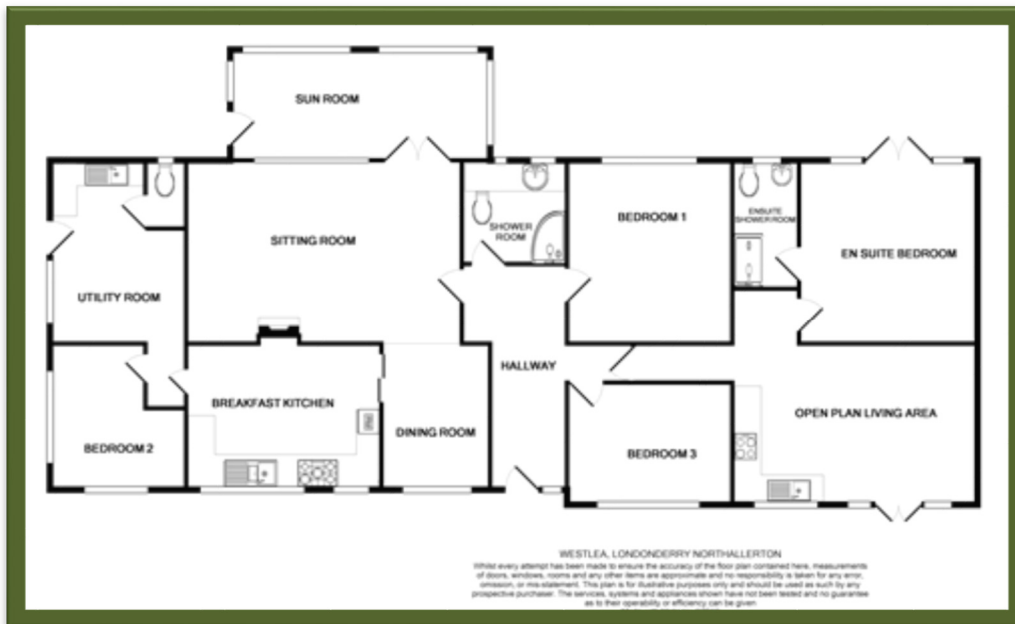 SUN ROOM
SITTING ROOM
SHOWER
ROOM
BEDROOM 1
ENSUITE
SHOWER ROOM
EN SUITE BEDROOM
UTILITY ROOM
HALLWAY
BREAKFAST KITCHEN
DINING ROOM
BEDROOM 2
BEDROOM 3
OPEN PLAN LIVING AREA
WESTLEA, LONDONDERRY NORTHALLERTON
Whilst every attempt has been made to ensure the accuracy of the floor plan contained here, measurements
of doors, windows, rooms and any other items are approximate and no responsibility is taken for any error,
omission, or mis-statement. This plan is for illustrative purposes only and should be used as such by any
prospective purchaser. The services, systems and appliances shown have not been tested and no guarantee
as to their operability or efficiency can be given